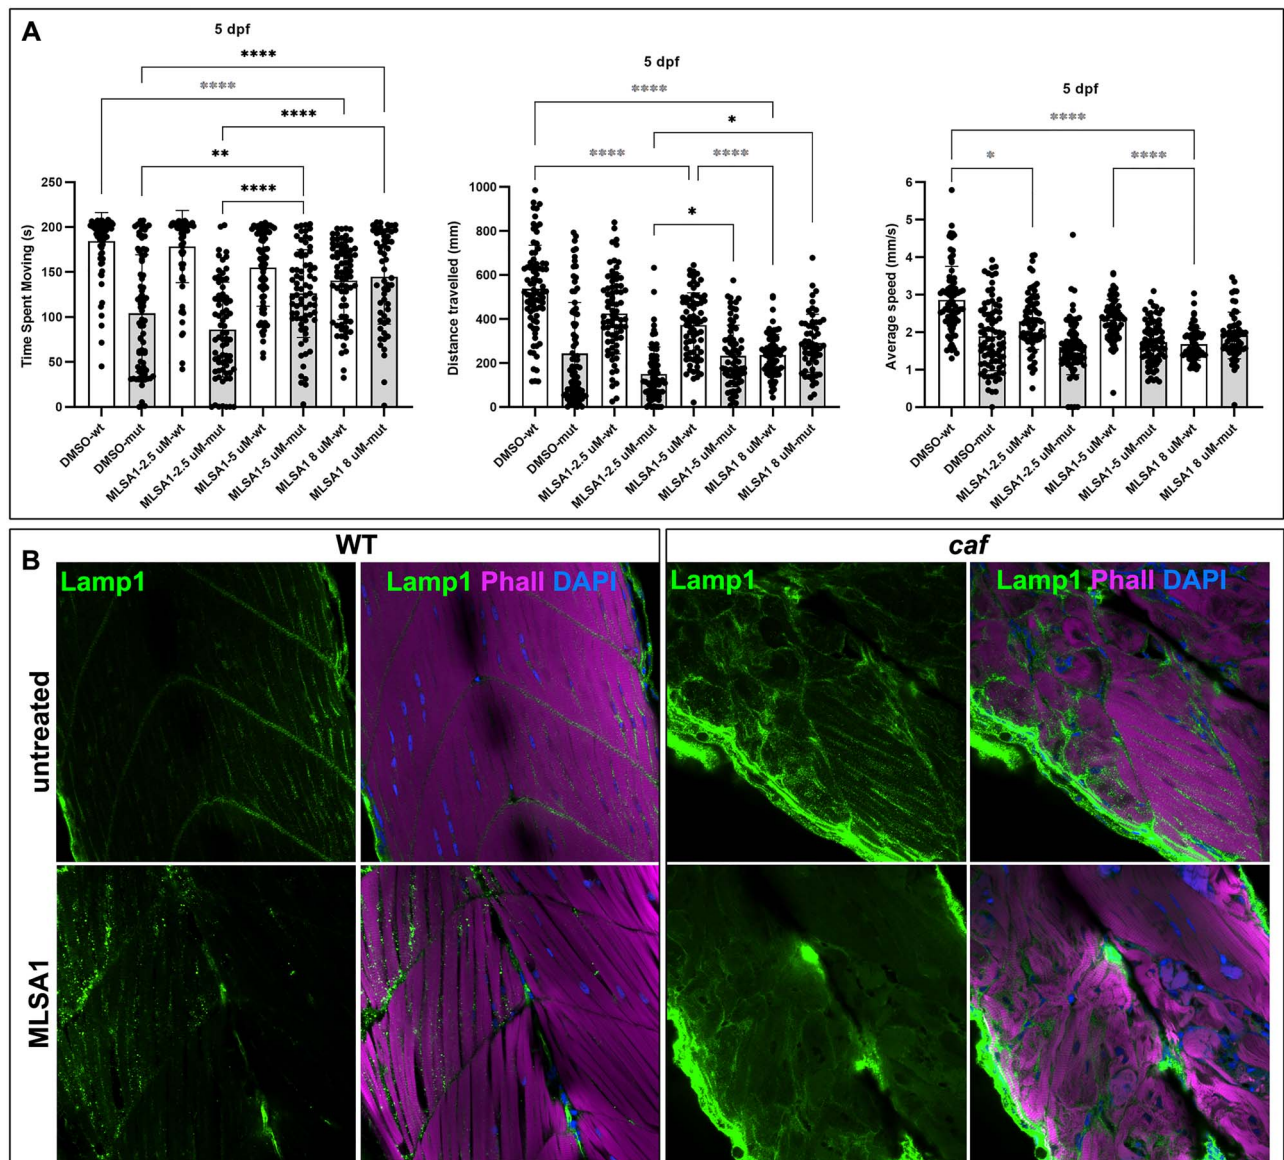 A
5 dpf
****
****
****
**
****
Time Spent Moving (s)
250
200
150
100
50
0
DMSO-wt
DMSO-mut
MLSA1-2.5 uM-wt
MLSA1-2.5 uM-mut
MLSA1-5 uM-wt
MLSA1-5 uM-mut
MLSA1 8 uM-wt
MLSA1 8 uM-mut
5 dpf
****
*
**** ****
*
Distance travelled (mm)
1000
800
600
400
200
0
DMSO-wt
DMSO-mut
MLSA1-2.5 uM-wt
MLSA1-2.5 uM-mut
MLSA1-5 uM-wt
MLSA1-5 uM-mut
MLSA1 8 uM-wt
MLSA1 8 uM-mut
5 dpf
****
* ****
Average speed (mm/s)
6
5
4
3
2
1
0
DMSO-wt
DMSO-mut
MLSA1-2.5 uM-wt
MLSA1-2.5 uM-mut
MLSA1-5 uM-wt
MLSA1-5 uM-mut
MLSA1 8 uM-wt
MLSA1 8 uM-mut
B
WT
caf
Lamp1
Lamp1 Phall DAPI
Lamp1
Lamp1 Phall DAPI
untreated
MLSA1